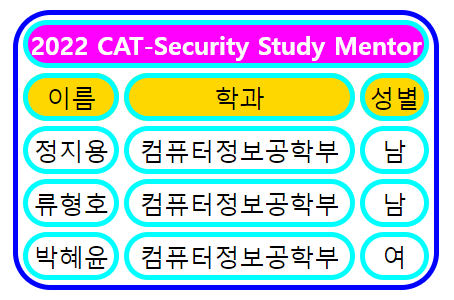 2022 CAT-Security Study Mentor
이름 학과 성별
정지용 컴퓨터정보공학부 남
류형호 컴퓨터정보공학부 남
박혜윤 컴퓨터정보공학부 여